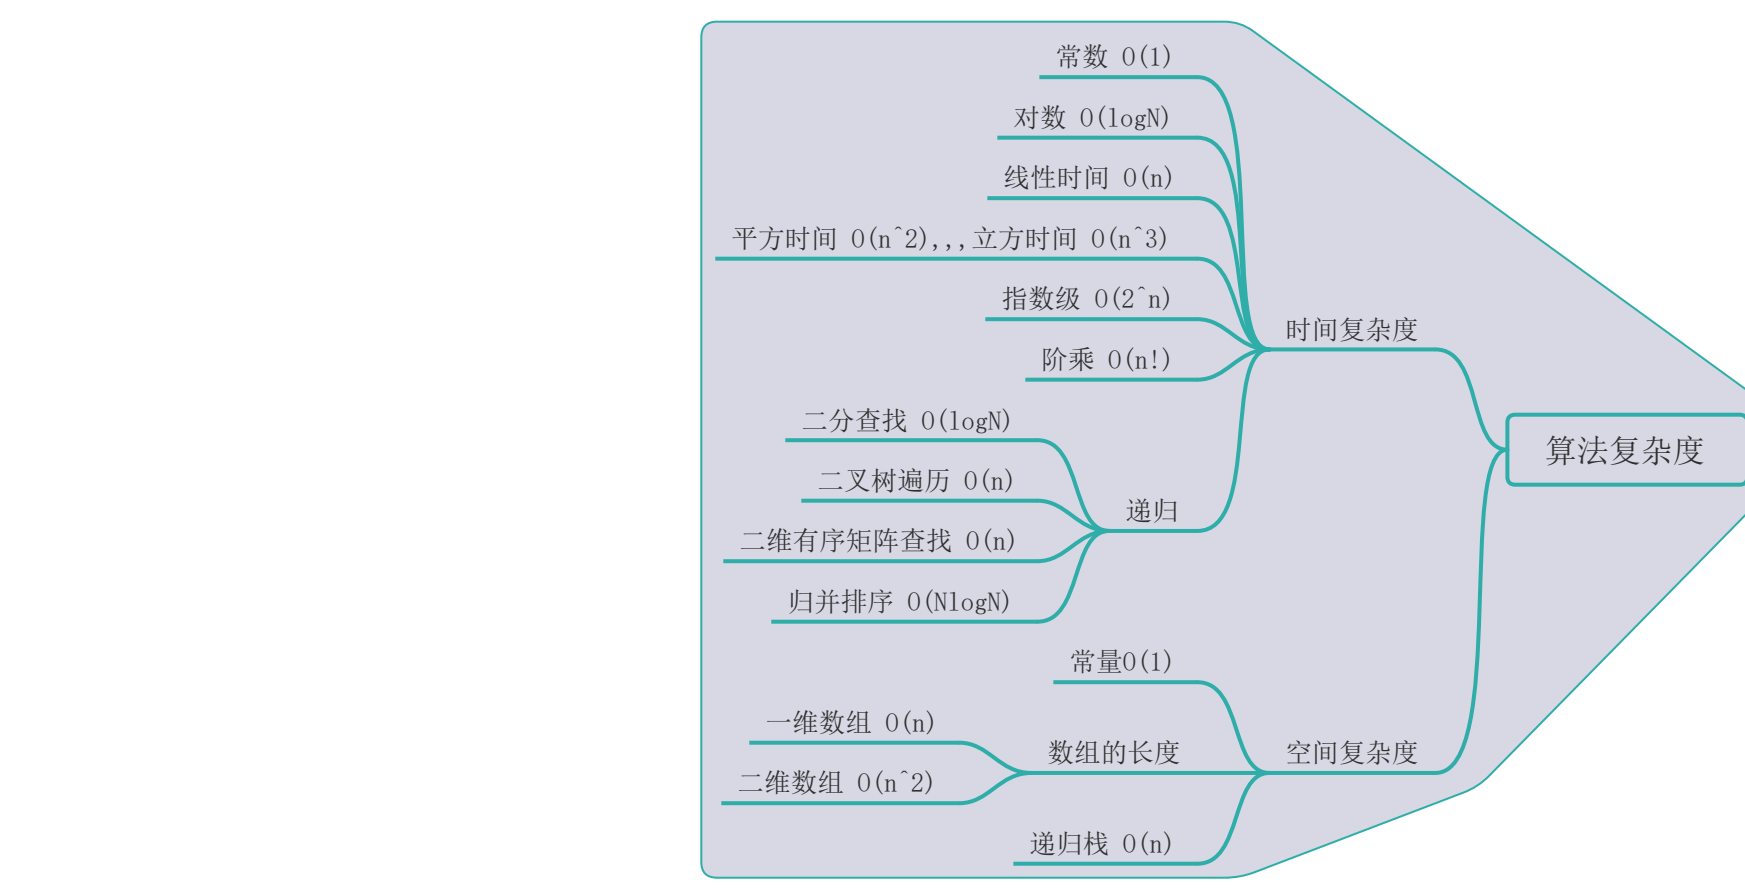 常数 O(1)
对数 O(logN)
线性时间 O(n)
平方时间 O(n^2),,,立方时间 O(n^3)
指数级 O(2^n)
时间复杂度
阶乘 O(n!)
二分查找 O(logN)
算法复杂度
二叉树遍历 O(n)
递归
二维有序矩阵查找 O(n)
归并排序 O(NlogN)
常量O(1)
一维数组 O(n)
数组的长度
空间复杂度
二维数组 O(n^2)
递归栈 O(n)